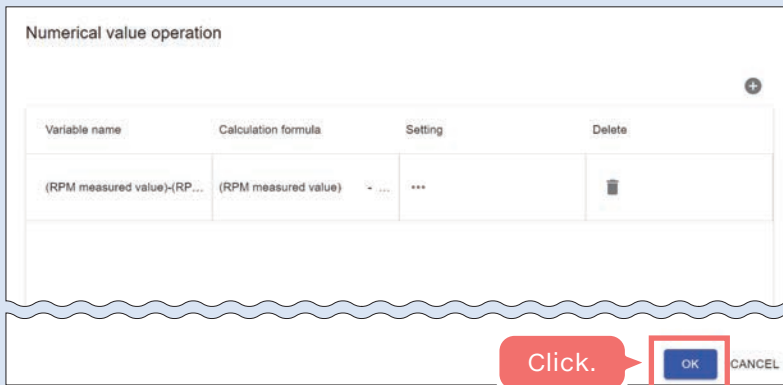 Numerical value operation
Variable name Calculation formula Setting Delete
(RPM measured value)-(RP... (RPM measured value) - ... •••
Click. OK CANCEL